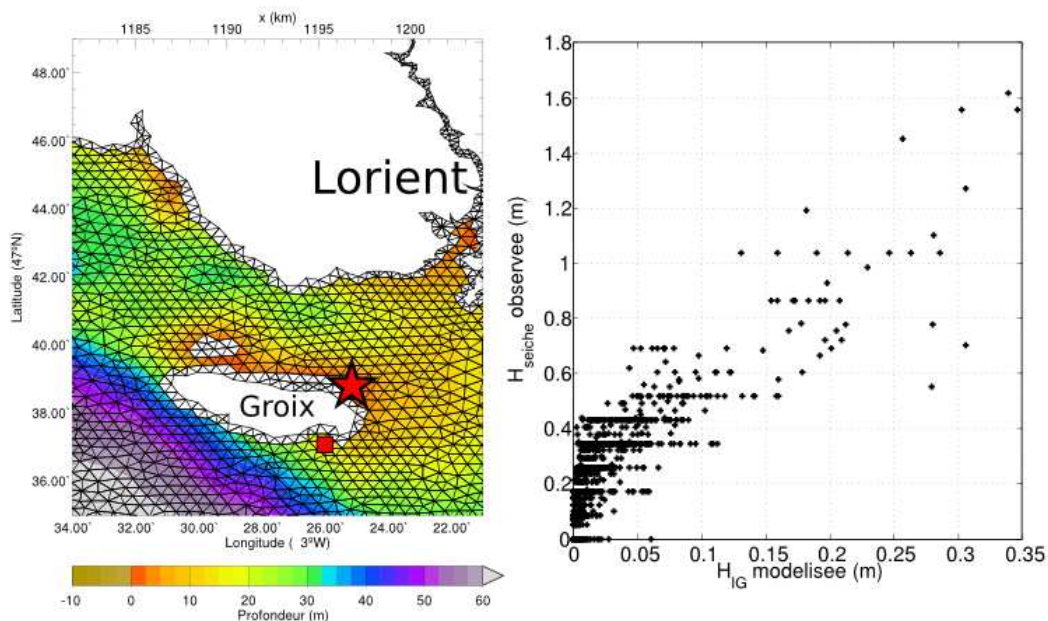 x (km)
1185 1190 1195 1200
48.00'
46.00'
44.00'
42.00'
40.00'
38.00'
36.00'
Latitude (47°N)
Lorient
Groix
34.00' 32.00' 30.00' 28.00' 26.00' 24.00' 22.00'
Longitude ( 3°W)
-10 0 10 20 30 40 50 60
Profondeur (m)
1.8
1.6
1.4
1.2
1
0.8
0.6
0.4
0.2
0
H seiche observee (m)
0 0.05 0.1 0.15 0.2 0.25 0.3 0.35
H IG modelisee (m)